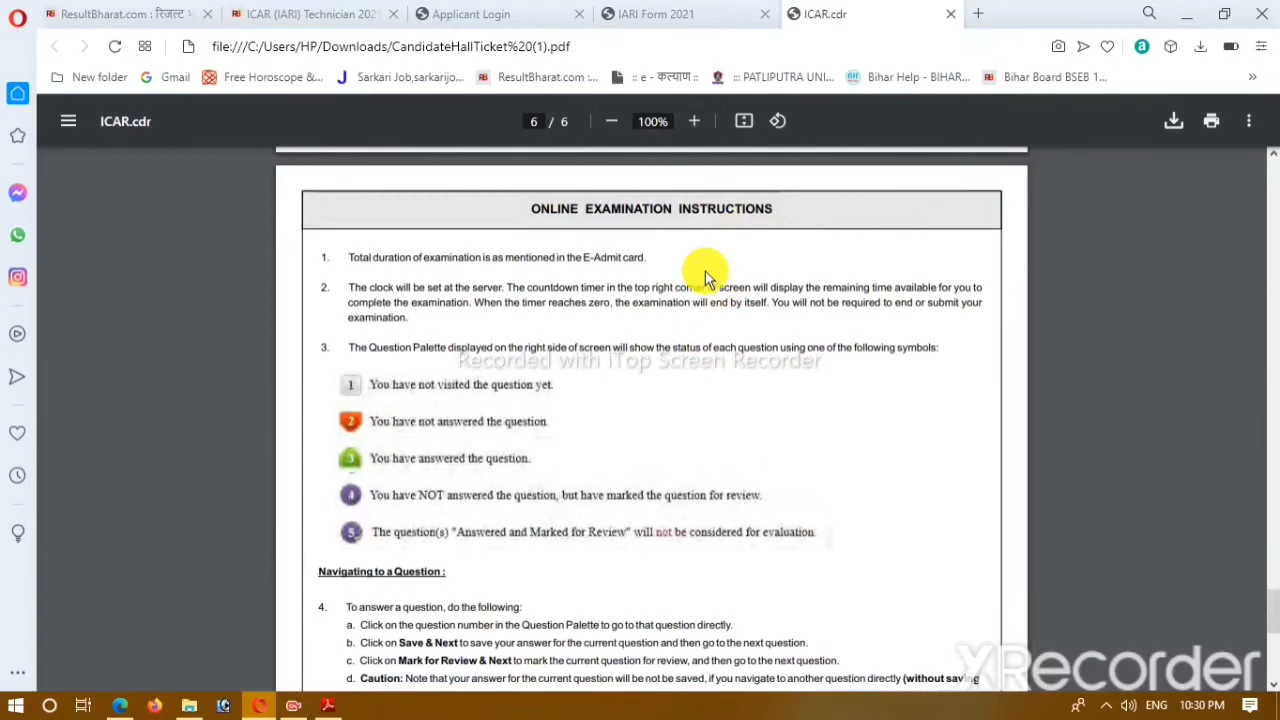 ResultBharat.com : रिजल्ट
ICAR (IARI) Technician 2021
Applicant Login
IARI Form 2021
ICAR.cdr
file:///C:/Users/HP/Downloads/CandidateHallTicket%20(1).pdf
New folder
Gmail
Free Horoscope &...
Sarkari Job,sarkarijo...
ResultBharat.com :...
:: e - कल्याण ::
::: PATLIPUTRA UNI...
Bihar Help - BIHAR...
Bihar Board BSEB 1...
ICAR.cdr
6 / 6
100%
ONLINE EXAMINATION INSTRUCTIONS
1. Total duration of examination is as mentioned in the E-Admit card.
2. The clock will be set at the server. The countdown timer in the top right screen will display the remaining time available for you to
complete the examination. When the timer reaches zero, the examination will end by itself. You will not be required to end or submit your
examination.
3. The Question Palette displayed on the right side of screen will show the status of each question using one of the following symbols:
Recorded with iTop Screen Recorder
1 You have not visited the question yet.
2 You have not answered the question.
3 You have answered the question.
4 You have NOT answered the question, but have marked the question for review.
5 The question(s) "Answered and Marked for Review" will not be considered for evaluation.
Navigating to a Question :
4. To answer a question, do the following:
a. Click on the question number in the Question Palette to go to that question directly.
b. Click on Save & Next to save your answer for the current question and then go to the next question.
c. Click on Mark for Review & Next to mark the current question for review, and then go to the next question.
d. Caution: Note that your answer for the current question will not be saved, if you navigate to another question directly (without saving
XRecorder
ENG
10:30 PM